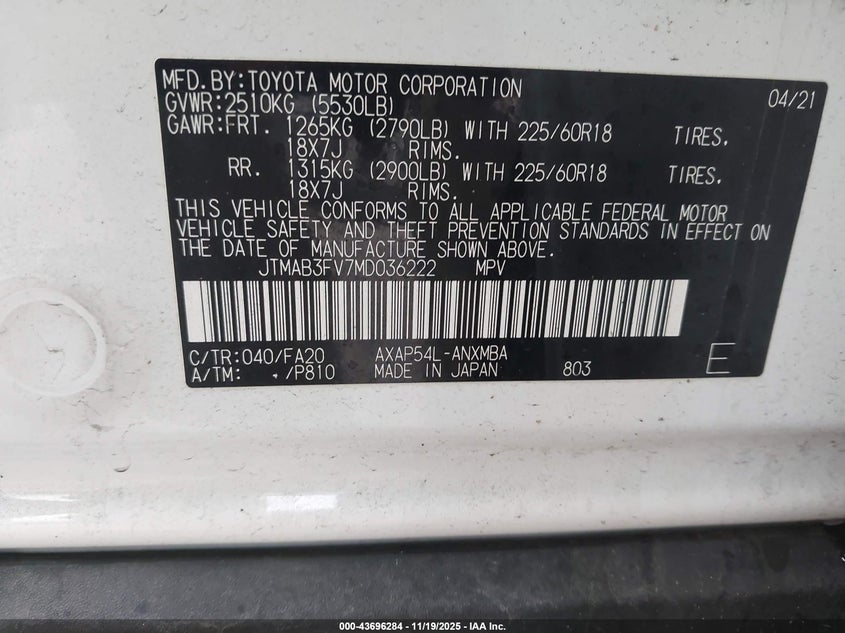 MFD.BY:TOYOTA MOTOR CORPORATION 04/21
GVWR:2510KG (5530LB)
GAWR:FRT. 1265KG (2790LB) WITH 225/60R18 TIRES.
18X7J RIMS.
RR. 1315KG (2900LB) WITH 225/60R18 TIRES.
18X7J RIMS.
THIS VEHICLE CONFORMS TO ALL APPLICABLE FEDERAL MOTOR
VEHICLE SAFETY AND THEFT PREVENTION STANDARDS IN EFFECT ON
THE DATE OF MANUFACTURE SHOWN ABOVE.
JTMAB3FV7MD036222 MPV
C/TR:040/FA20 AXAP54L-ANXMBA
A/TM: -/P810 MADE IN JAPAN 803 E
000-43696284 - 11/19/2025 - IAA Inc.